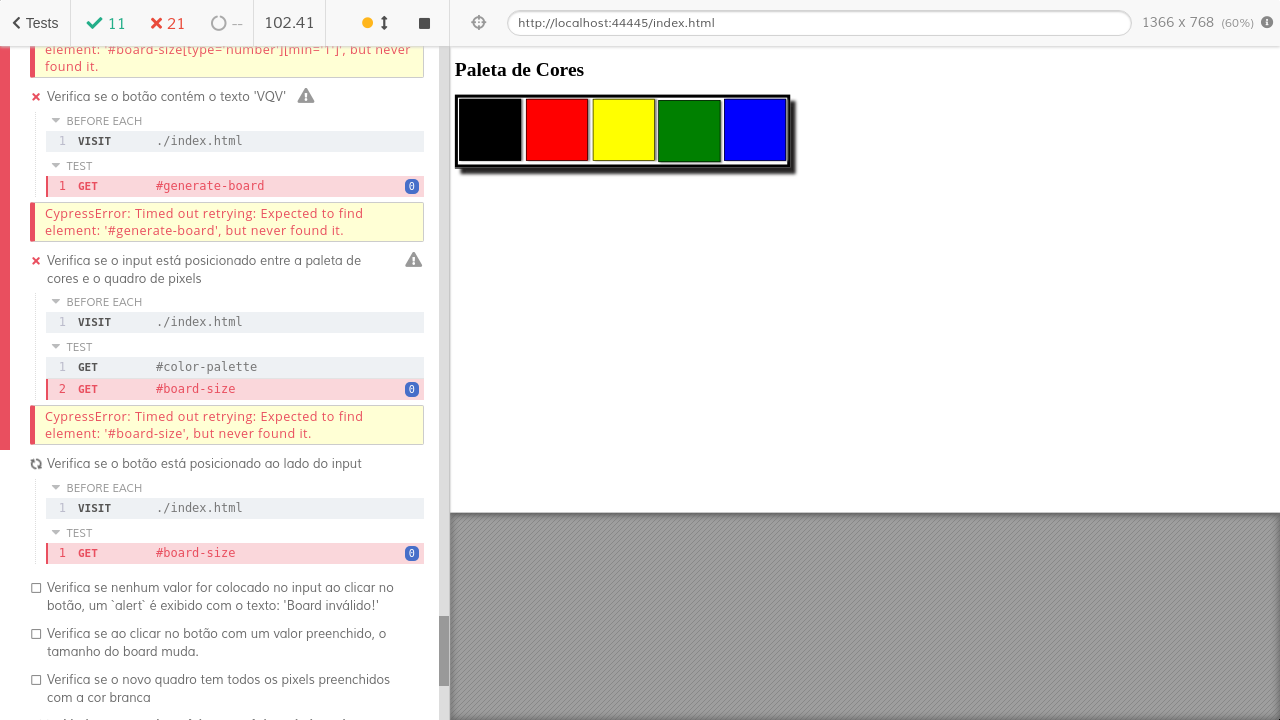 Tests
11
21
--
102.41
http://localhost:44445/index.html
1366 x 768 (60%)
element: '#board-size[type='number'][min='1']', but never
found it.
Verifica se o botão contém o texto 'VQV'
BEFORE EACH
1 VISIT ./index.html
TEST
1 GET #generate-board 0
CypressError: Timed out retrying: Expected to find
element: '#generate-board', but never found it.
Verifica se o input está posicionado entre a paleta de
cores e o quadro de pixels
BEFORE EACH
1 VISIT ./index.html
TEST
1 GET #color-palette
2 GET #board-size 0
CypressError: Timed out retrying: Expected to find
element: '#board-size', but never found it.
Verifica se o botão está posicionado ao lado do input
BEFORE EACH
1 VISIT ./index.html
TEST
1 GET #board-size 0
Verifica se nenhum valor for colocado no input ao clicar no
botão, um `alert` é exibido com o texto: 'Board inválido!'
Verifica se ao clicar no botão com um valor preenchido, o
tamanho do board muda.
Verifica se o novo quadro tem todos os pixels preenchidos
com a cor branca
Paleta de Cores